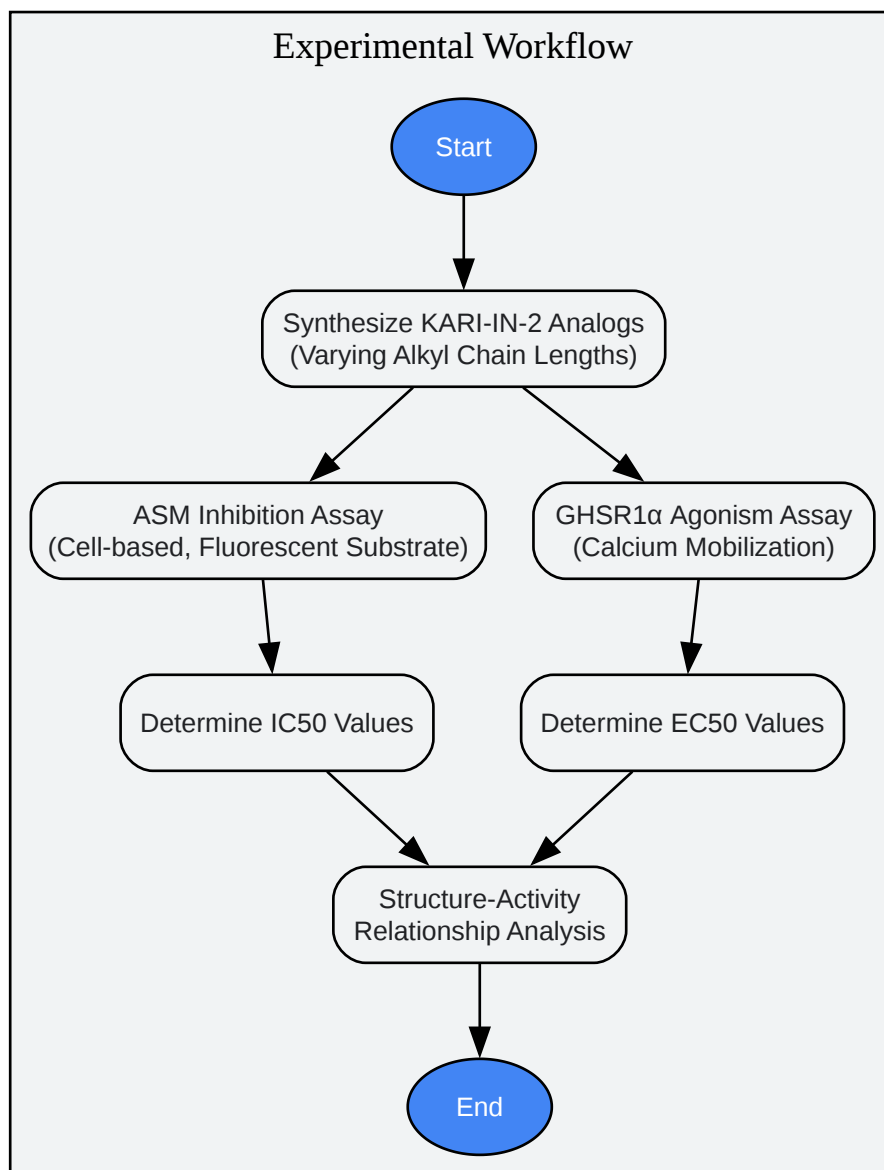 Experimental Workflow
Start
Synthesize KARI-IN-2 Analogs
(Varying Alkyl Chain Lengths)
ASM Inhibition Assay
(Cell-based, Fluorescent Substrate)
GHSR1α Agonism Assay
(Calcium Mobilization)
Determine IC50 Values
Determine EC50 Values
Structure-Activity
Relationship Analysis
End